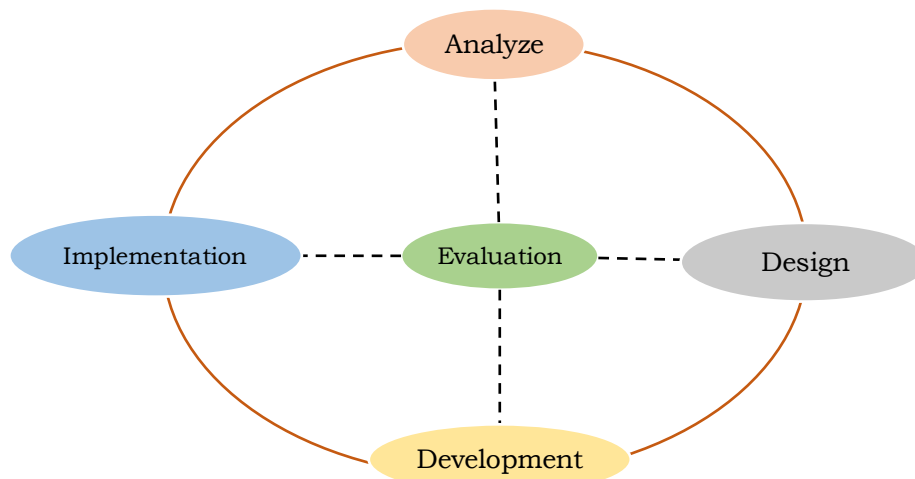 Analyze
Implementation
Evaluation
Design
Development